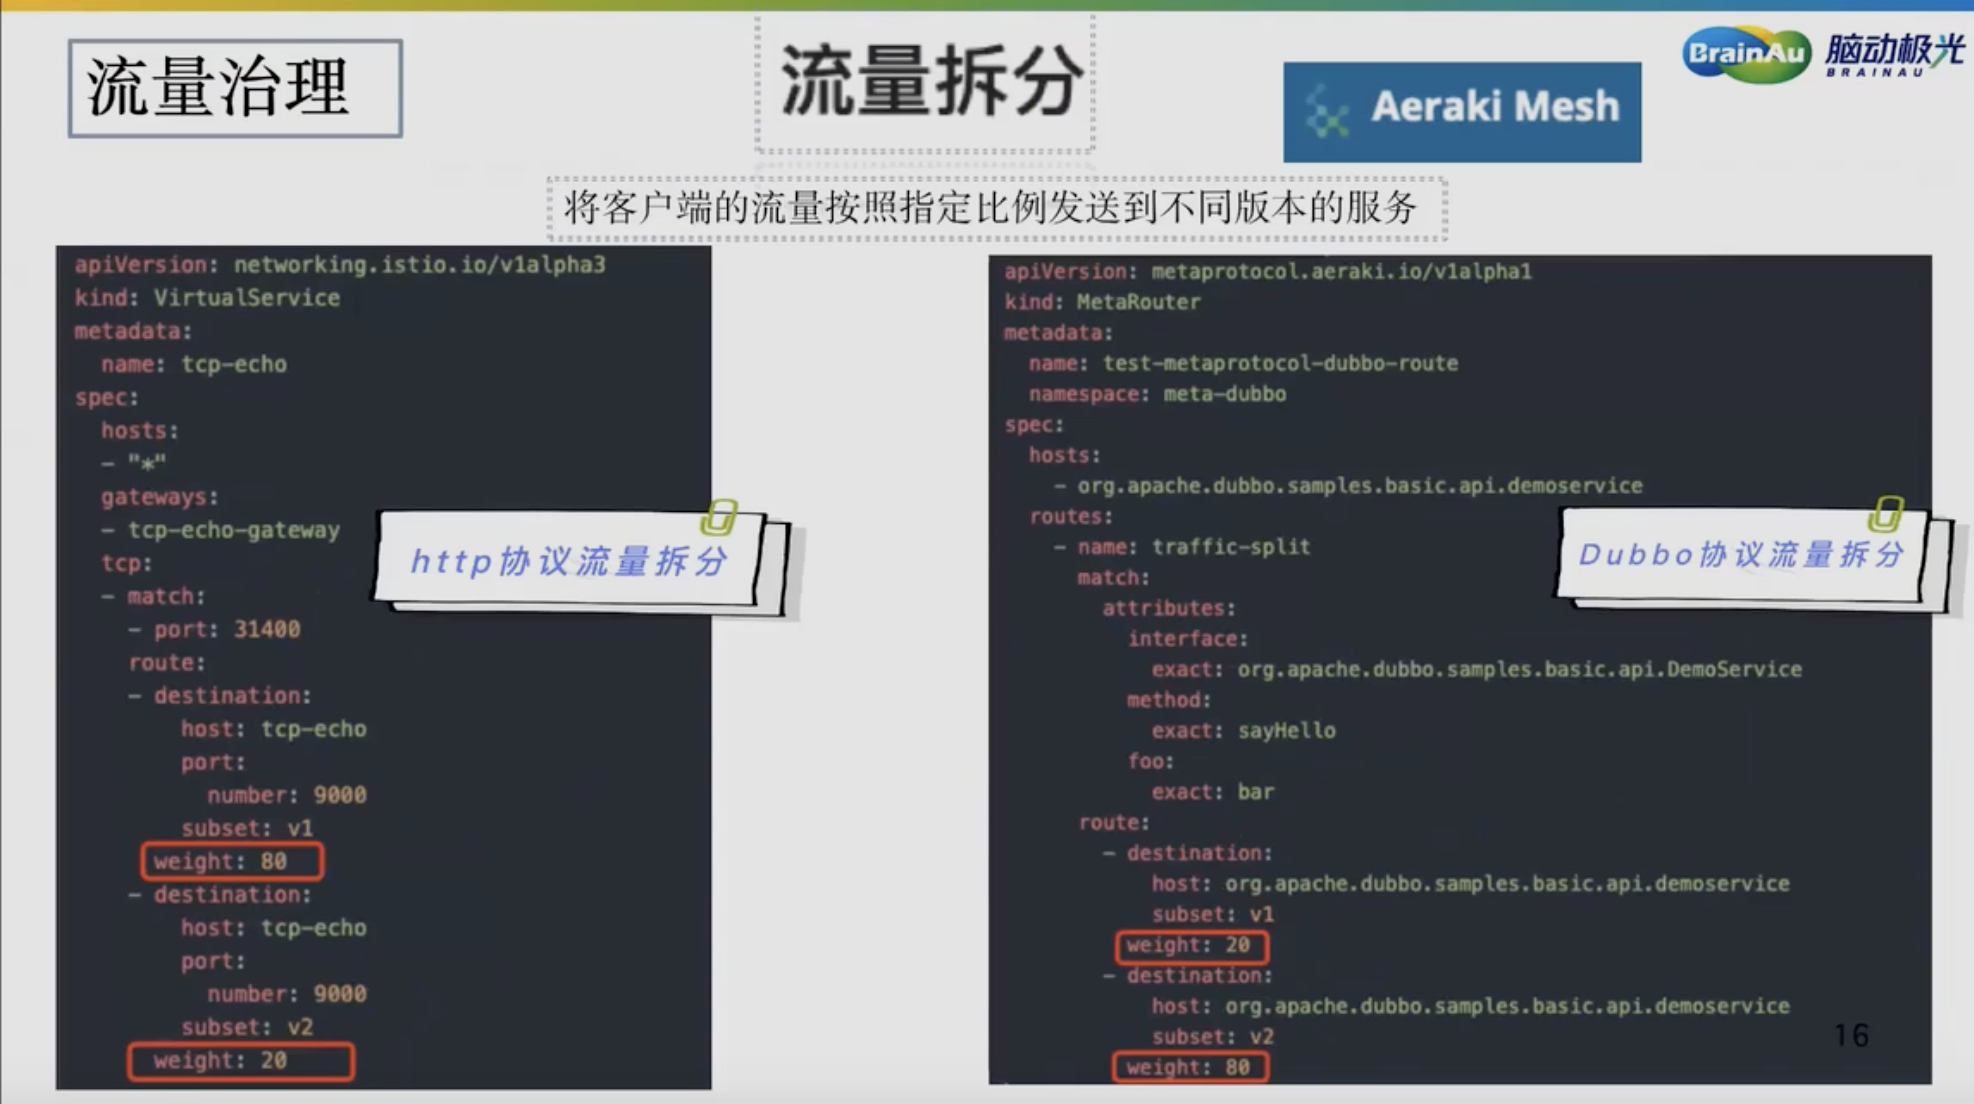 流量治理
流量拆分
Aeraki Mesh
BrainAu 脑动极光
BRAINAU
将客户端的流量按照指定比例发送到不同版本的服务
apiVersion: networking.istio.io/v1alpha3
kind: VirtualService
metadata:
  name: tcp-echo
spec:
  hosts:
  - "*"
  gateways:
  - tcp-echo-gateway
  tcp:
  - match:
    - port: 31400
    route:
    - destination:
        host: tcp-echo
        port:
          number: 9000
        subset: v1
      weight: 80
    - destination:
        host: tcp-echo
        port:
          number: 9000
        subset: v2
      weight: 20
http协议流量拆分
apiVersion: metaprotocol.aeraki.io/v1alpha1
kind: MetaRouter
metadata:
  name: test-metaprotocol-dubbo-route
  namespace: meta-dubbo
spec:
  hosts:
    - org.apache.dubbo.samples.basic.api.demoservice
  routes:
    - name: traffic-split
      match:
        attributes:
          interface:
            exact: org.apache.dubbo.samples.basic.api.DemoService
          method:
            exact: sayHello
          foo:
            exact: bar
      route:
        - destination:
            host: org.apache.dubbo.samples.basic.api.demoservice
            subset: v1
          weight: 20
        - destination:
            host: org.apache.dubbo.samples.basic.api.demoservice
            subset: v2
          weight: 80
Dubbo协议流量拆分
16